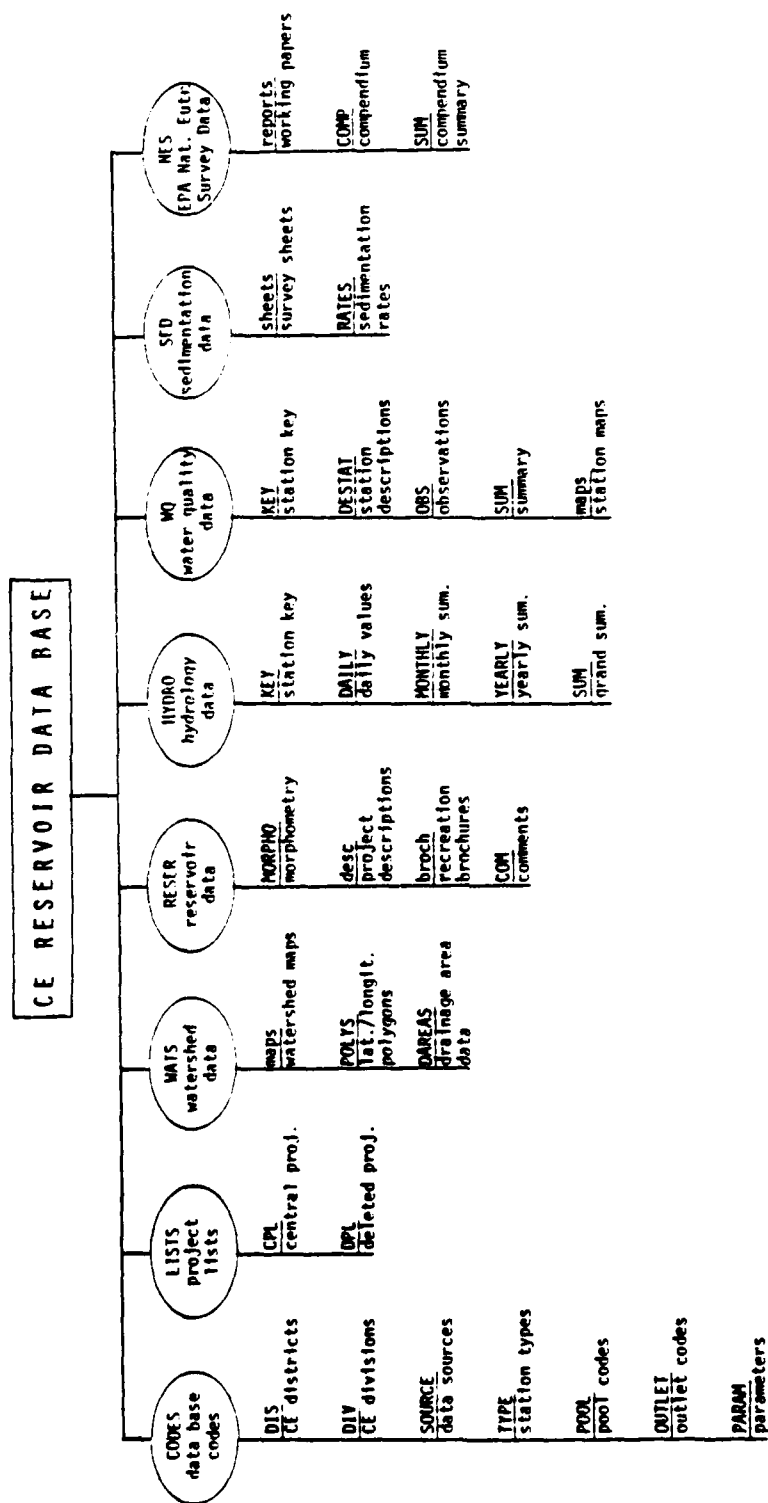 CE RESERVOIR DATA BASE
CODES
data base
codes
DIS
CE districts
DIV
CE divisions
SOURCE
data sources
TYPE
station types
POOL
pool codes
OUTLET
outlet codes
PARAM
parameters
LISTS
project
lists
CPL
central proj.
DPL
deleted proj.
WATS
watershed
data
maps
watershed maps
POLYS
lat./longit.
polygons
DAREAS
drainage area
data
RESER
reservoir
data
MORPHO
morphometry
desc
project
descriptions
broch
recreation
brochures
COM
comments
HYDRO
hydrology
data
KEY
station key
DAILY
daily values
MONTHLY
monthly sum.
YEARLY
yearly sum.
SUM
grand sum.
WQ
water quality
data
KEY
station key
DESTAT
station
descriptions
OBS
observations
SUM
summary
maps
station maps
SED
sedimentation
data
sheets
survey sheets
RATES
sedimentation
rates
NES
EPA Nat. Eutr.
Survey Data
reports
working papers
COMP
compendium
SUM
compendium
summary